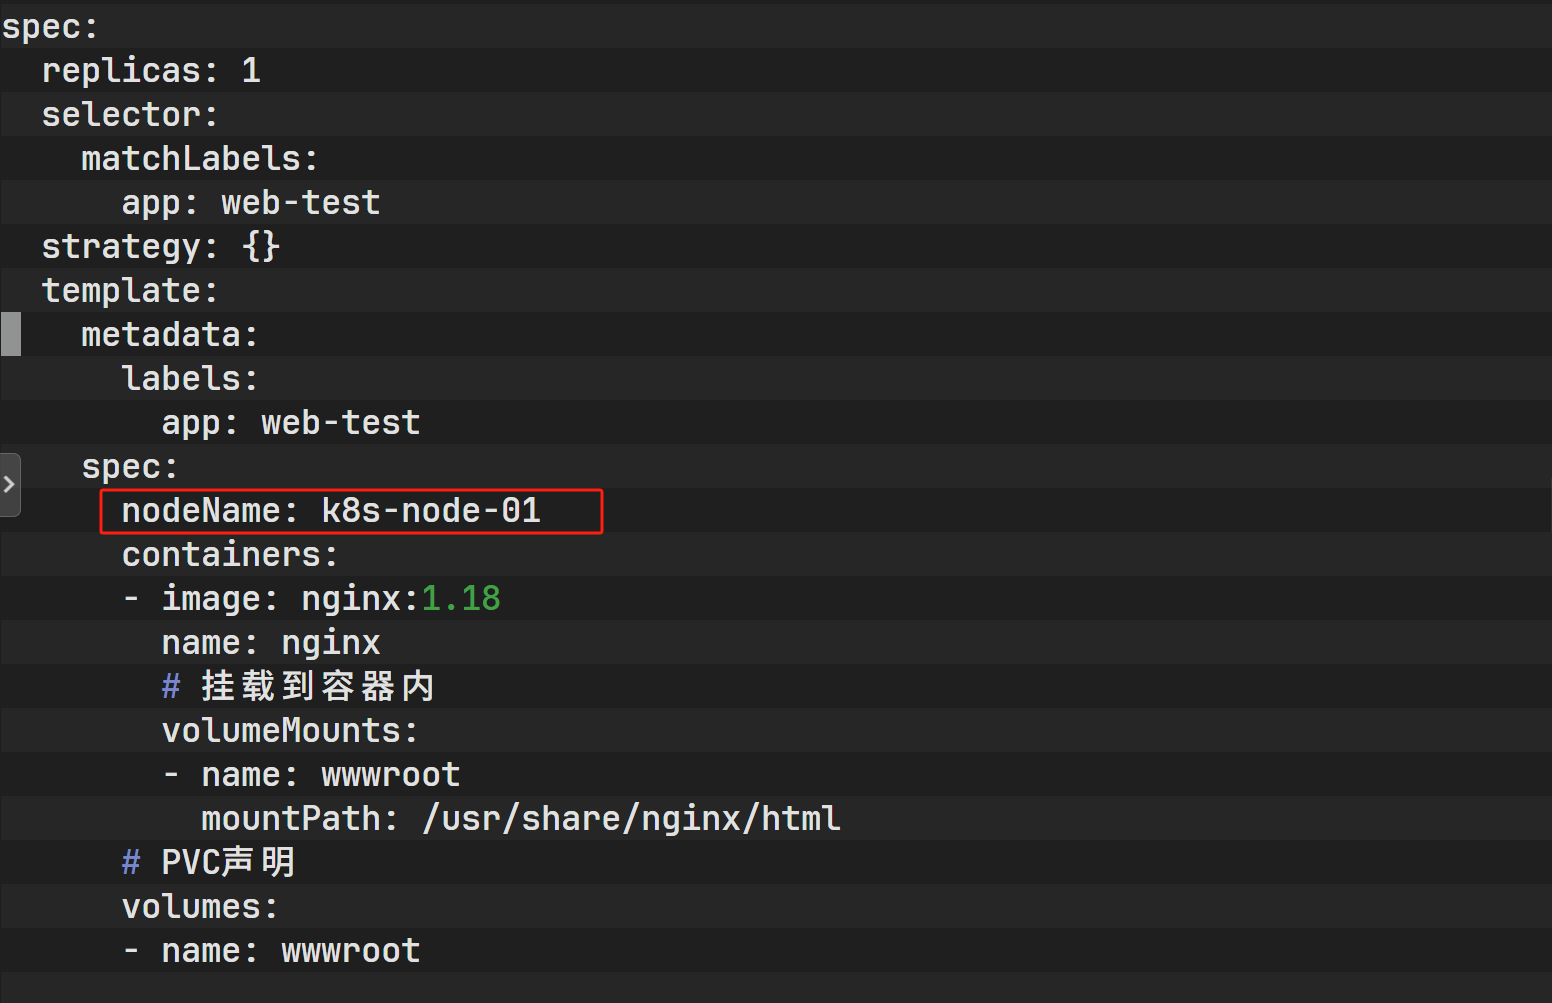 spec:
  replicas: 1
  selector:
    matchLabels:
      app: web-test
  strategy: {}
  template:
    metadata:
      labels:
        app: web-test
    spec:
      nodeName: k8s-node-01
      containers:
      - image: nginx:1.18
        name: nginx
        # 挂载到容器内
        volumeMounts:
        - name: wwwroot
          mountPath: /usr/share/nginx/html
      # PVC声明
      volumes:
      - name: wwwroot